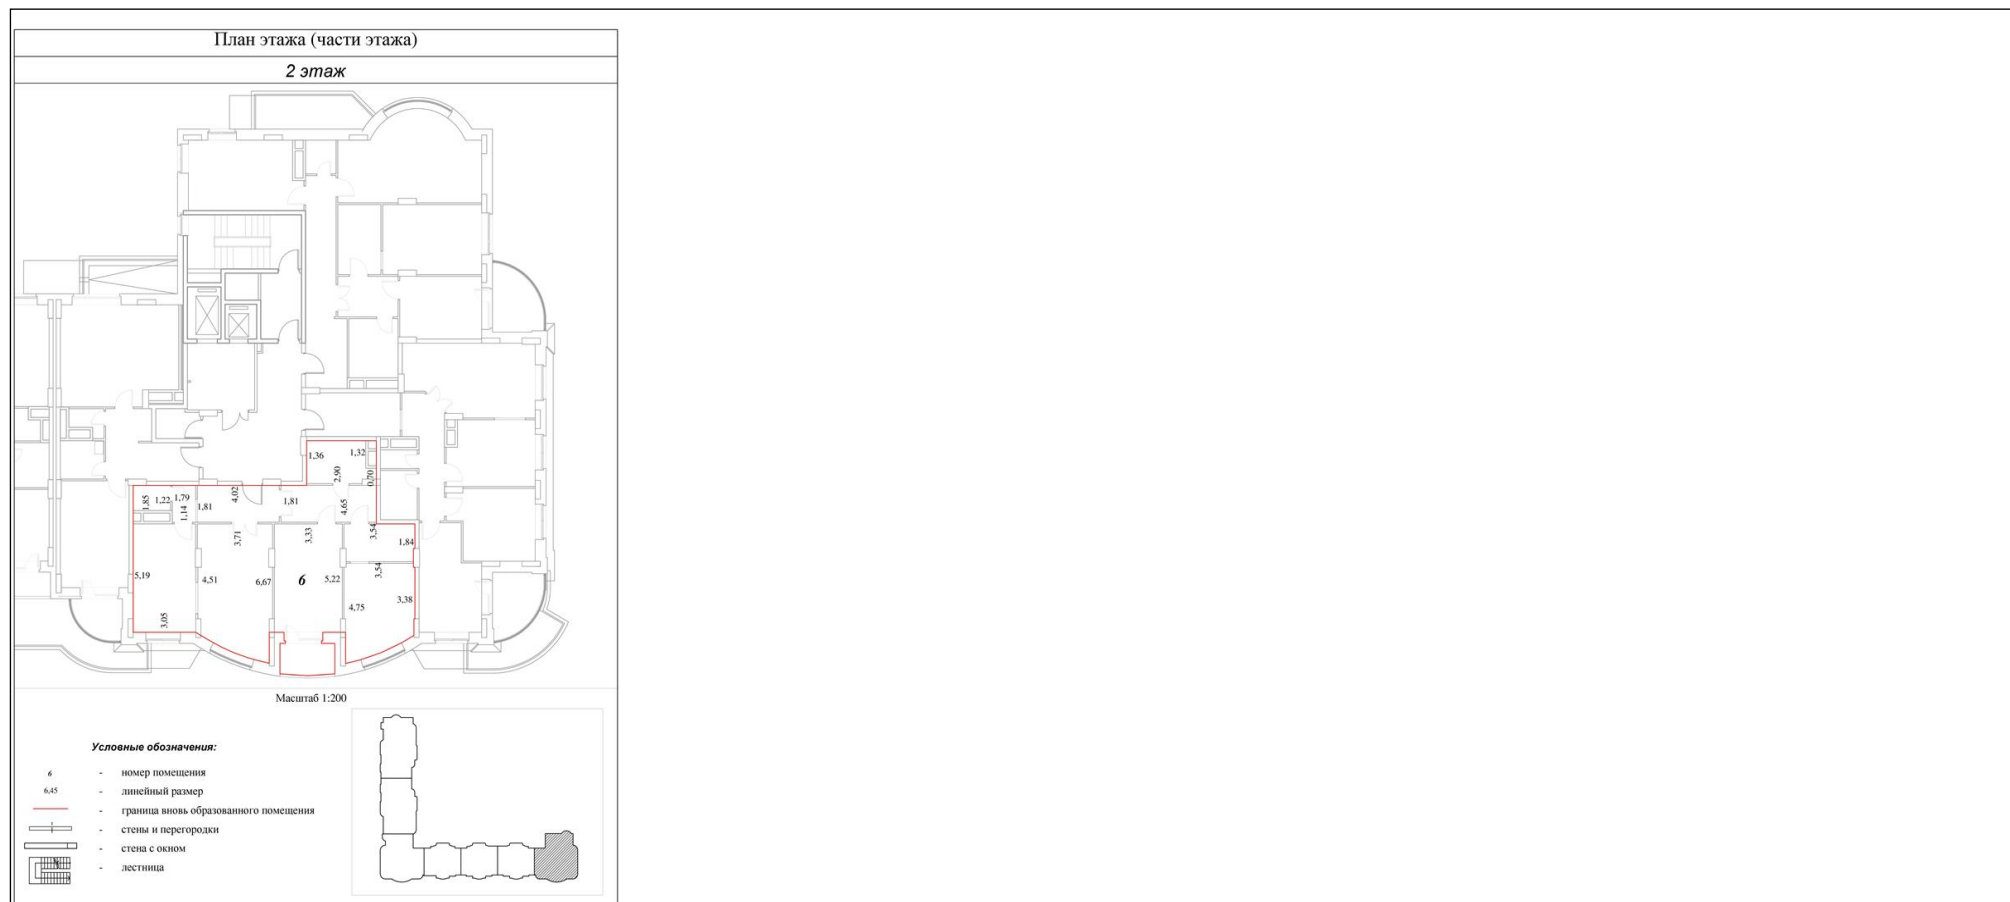 План этажа (части этажа)
2 этаж
1,36
1,32
2,90
0,70
1,85
1,22
1,79
1,14
1,81
4,02
1,81
4,65
3,71
3,33
3,54
1,84
5,19
4,51
6,67
6
5,22
3,54
4,75
3,38
3,05
Масштаб 1:200
Условные обозначения:
6 - номер помещения
6,45 - линейный размер
- граница вновь образованного помещения
- стены и перегородки
- стена с окном
- лестница